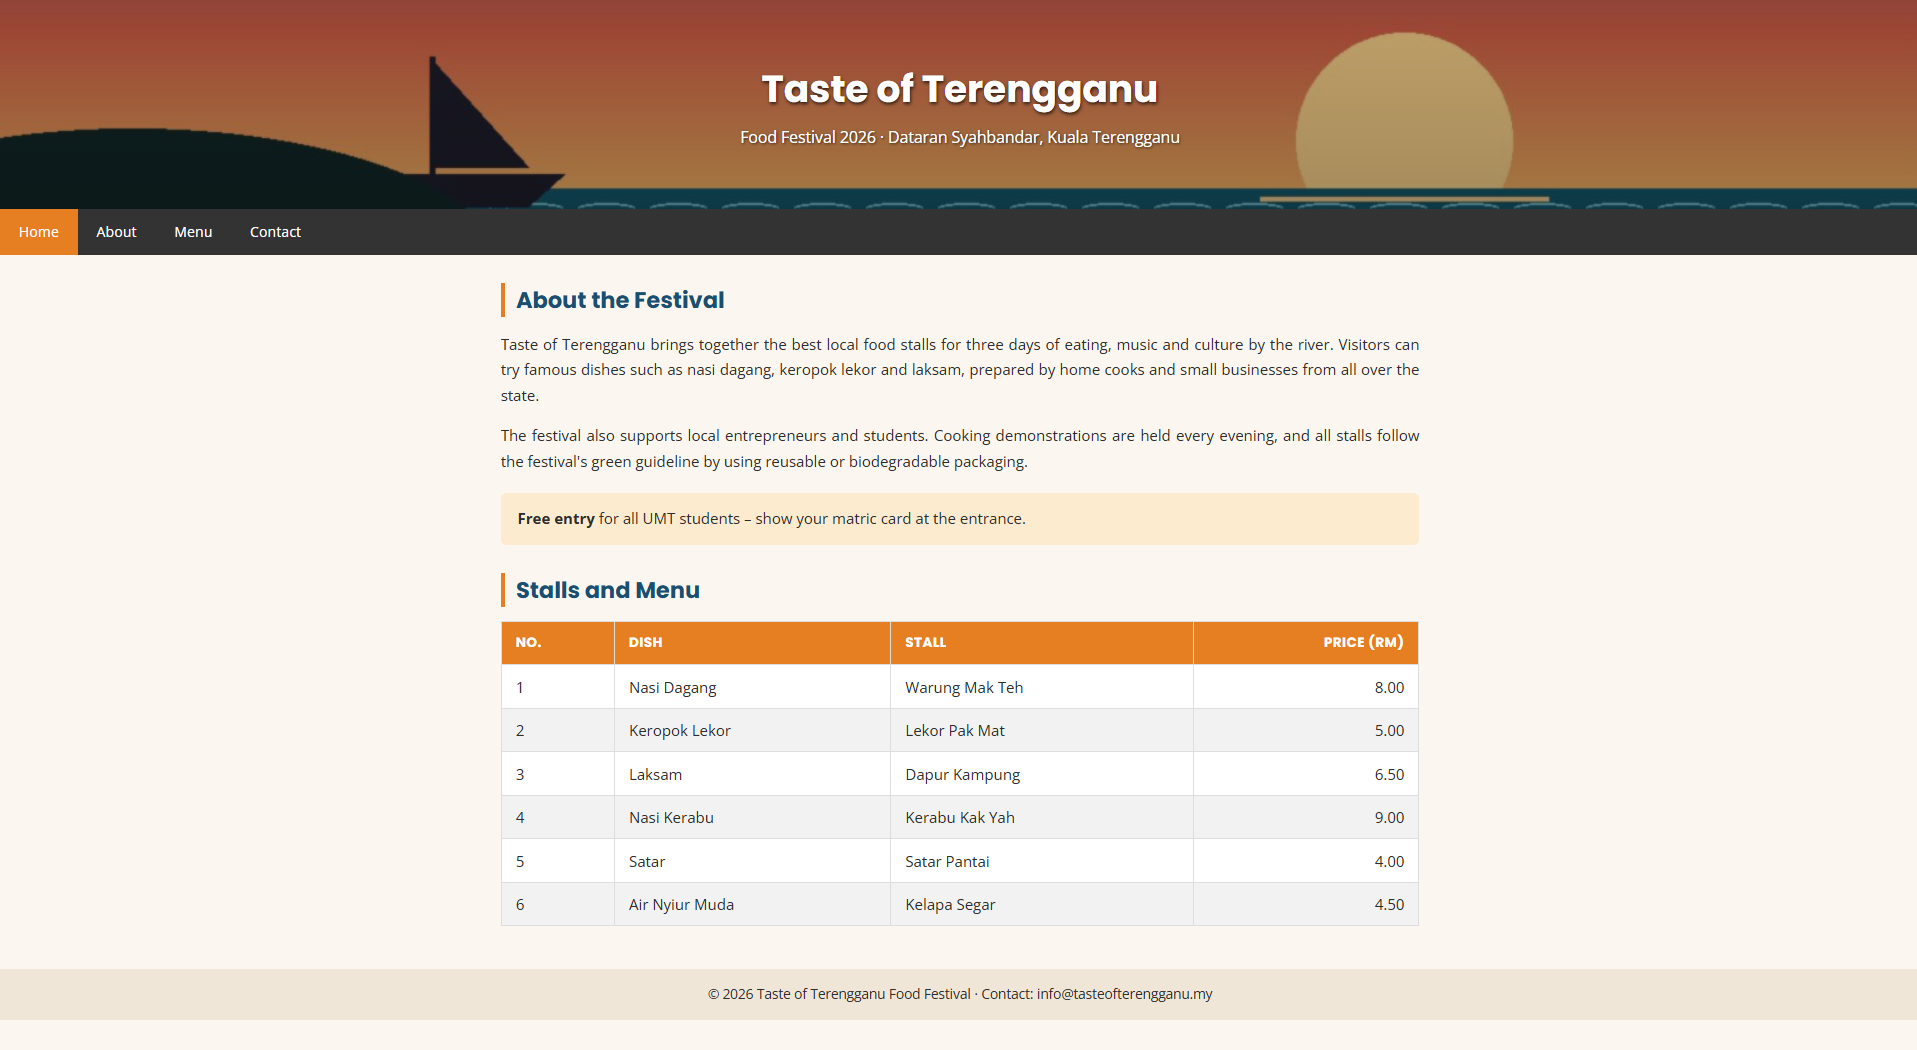 Taste of Terengganu
Food Festival 2026 · Dataran Syahbandar, Kuala Terengganu
Home About Menu Contact
About the Festival
Taste of Terengganu brings together the best local food stalls for three days of eating, music and culture by the river. Visitors can
try famous dishes such as nasi dagang, keropok lekor and laksam, prepared by home cooks and small businesses from all over the
state.
The festival also supports local entrepreneurs and students. Cooking demonstrations are held every evening, and all stalls follow
the festival's green guideline by using reusable or biodegradable packaging.
Free entry for all UMT students – show your matric card at the entrance.
Stalls and Menu
NO. DISH STALL PRICE (RM)
1 Nasi Dagang Warung Mak Teh 8.00
2 Keropok Lekor Lekor Pak Mat 5.00
3 Laksam Dapur Kampung 6.50
4 Nasi Kerabu Kerabu Kak Yah 9.00
5 Satar Satar Pantai 4.00
6 Air Nyiur Muda Kelapa Segar 4.50
© 2026 Taste of Terengganu Food Festival · Contact: info@tasteofterengganu.my